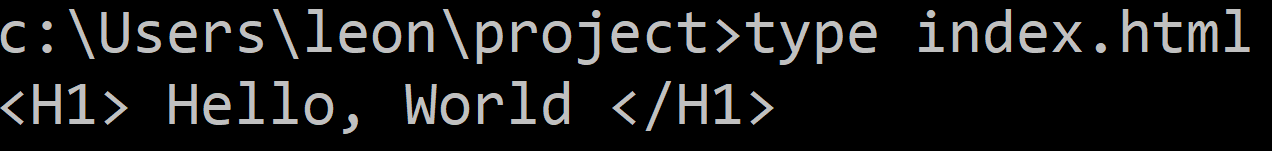 c:\Users\leon\project>type index.html
<H1> Hello, World </H1>